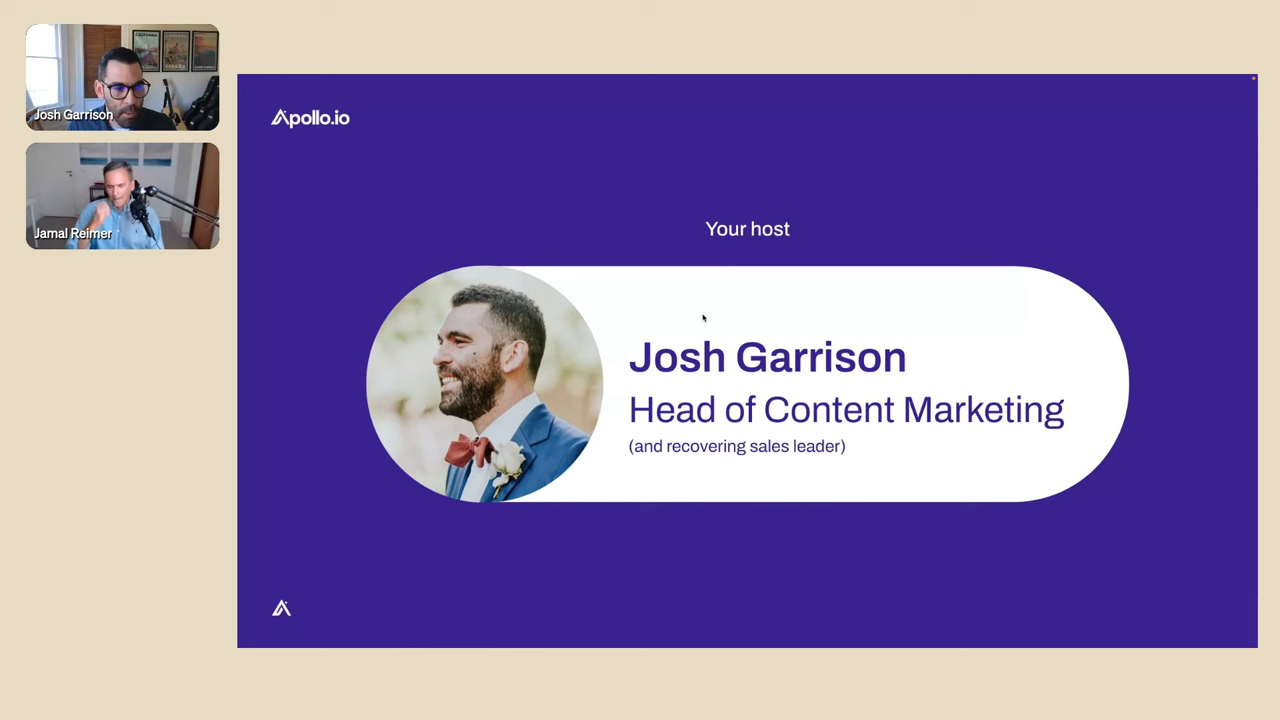 Josh Garrison
Jamal Reimer
Apollo.io
Your host
Josh Garrison
Head of Content Marketing
(and recovering sales leader)